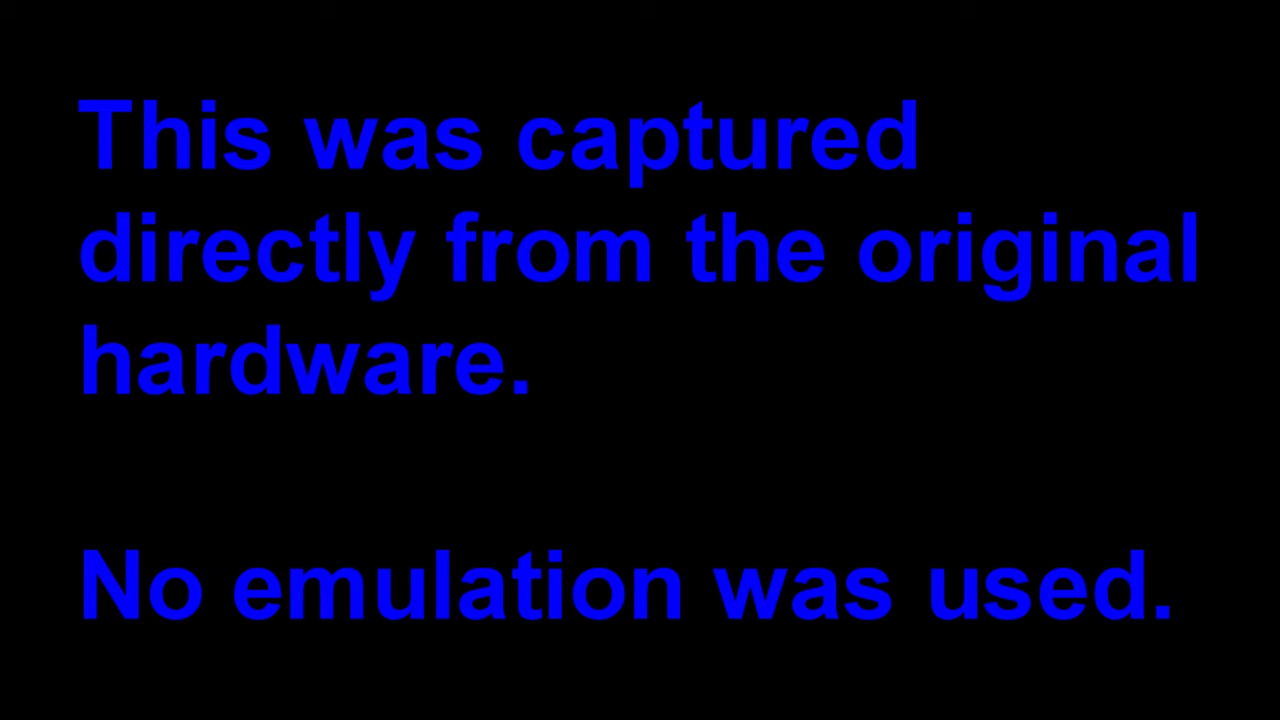 This was captured
directly from the original
hardware.
No emulation was used.